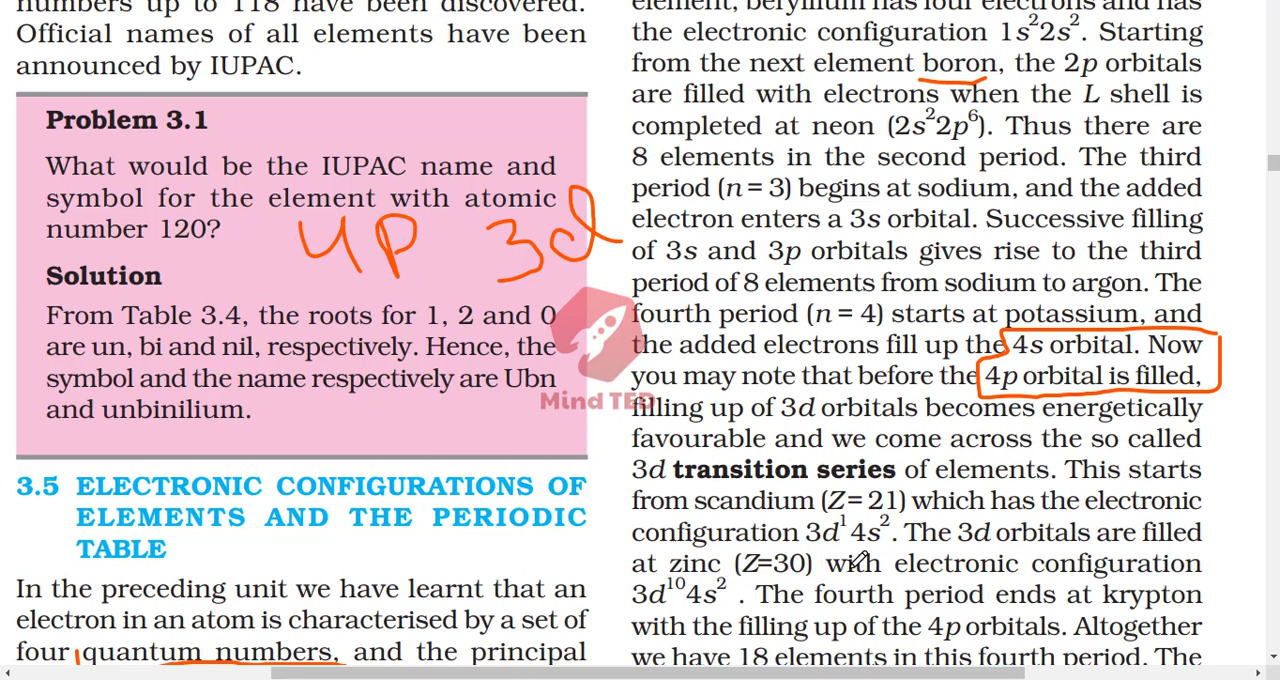 numbers up to 118 have been discovered.
Official names of all elements have been
announced by IUPAC.
Problem 3.1
What would be the IUPAC name and
symbol for the element with atomic
number 120?
4p 3d
Solution
From Table 3.4, the roots for 1, 2 and 0
are un, bi and nil, respectively. Hence, the
symbol and the name respectively are Ubn
and unbinilium.
3.5 ELECTRONIC CONFIGURATIONS OF
ELEMENTS AND THE PERIODIC
TABLE
In the preceding unit we have learnt that an
electron in an atom is characterised by a set of
four quantum numbers, and the principal
element, beryllium has four electrons and has
the electronic configuration 1s²2s². Starting
from the next element boron, the 2p orbitals
are filled with electrons when the L shell is
completed at neon (2s²2p⁶). Thus there are
8 elements in the second period. The third
period (n = 3) begins at sodium, and the added
electron enters a 3s orbital. Successive filling
of 3s and 3p orbitals gives rise to the third
period of 8 elements from sodium to argon. The
fourth period (n = 4) starts at potassium, and
the added electrons fill up the 4s orbital. Now
you may note that before the 4p orbital is filled,
filling up of 3d orbitals becomes energetically
favourable and we come across the so called
3d transition series of elements. This starts
from scandium (Z = 21) which has the electronic
configuration 3d¹4s². The 3d orbitals are filled
at zinc (Z=30) with electronic configuration
3d¹⁰4s² . The fourth period ends at krypton
with the filling up of the 4p orbitals. Altogether
we have 18 elements in this fourth period. The
Mind TED